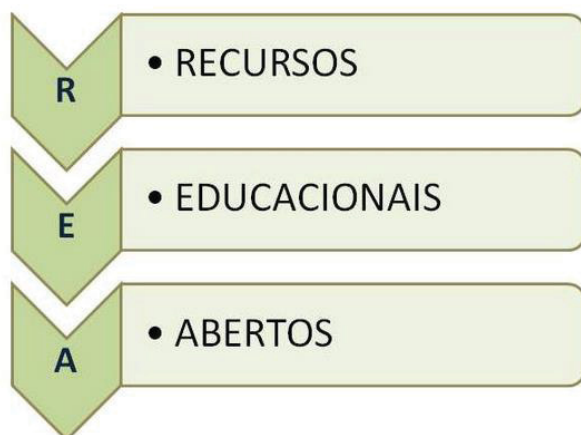 R • RECURSOS
E • EDUCACIONAIS
A • ABERTOS